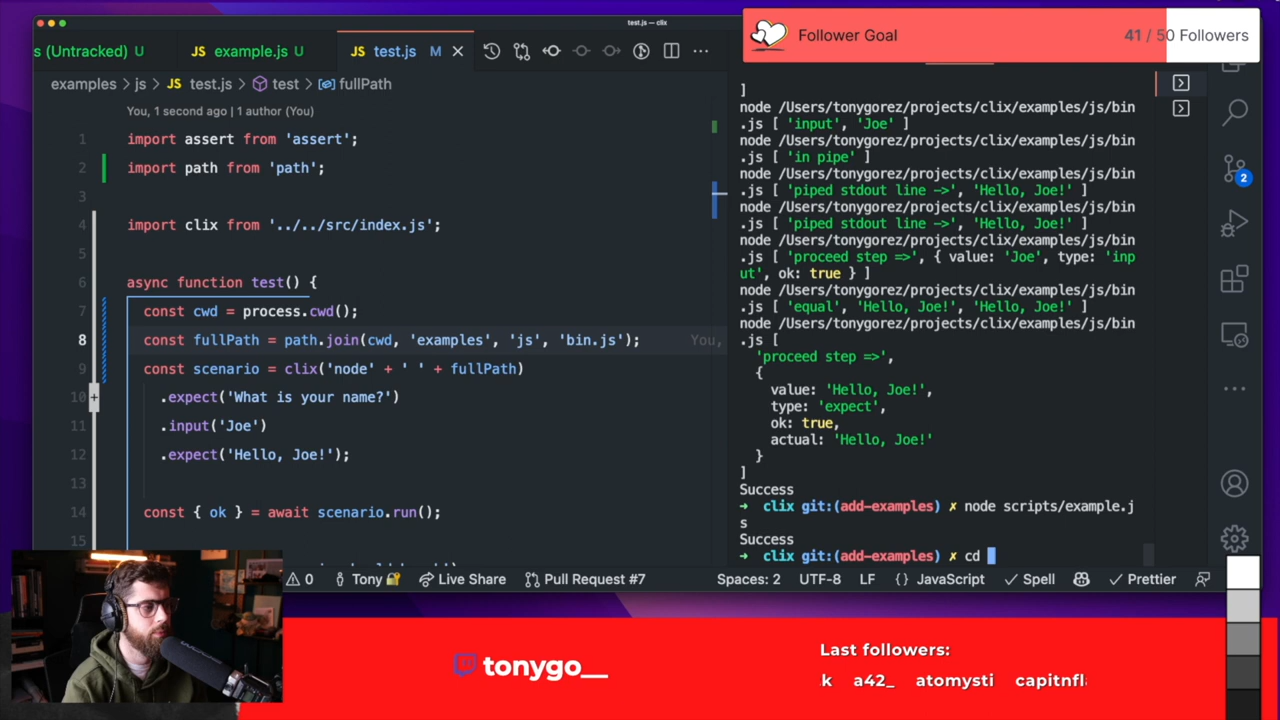 test.js — clix
Follower Goal
41 / 50 Followers
s (Untracked) U
JS example.js U
JS test.js M
examples > js > JS test.js > test > fullPath
You, 1 second ago | 1 author (You)
1 import assert from 'assert';
2 import path from 'path';
3
4 import clix from '../../src/index.js';
5
6 async function test() {
7 const cwd = process.cwd();
8 const fullPath = path.join(cwd, 'examples', 'js', 'bin.js'); You,
9 const scenario = clix('node' + ' ' + fullPath)
10 .expect('What is your name?')
11 .input('Joe')
12 .expect('Hello, Joe!');
13
14 const { ok } = await scenario.run();
15
]
node /Users/tonygorez/projects/clix/examples/js/bin
.js [ 'input', 'Joe' ]
node /Users/tonygorez/projects/clix/examples/js/bin
.js [ 'in pipe' ]
node /Users/tonygorez/projects/clix/examples/js/bin
.js [ 'piped stdout line ->', 'Hello, Joe!' ]
node /Users/tonygorez/projects/clix/examples/js/bin
.js [ 'piped stdout line ->', 'Hello, Joe!' ]
node /Users/tonygorez/projects/clix/examples/js/bin
.js [ 'proceed step =>', { value: 'Joe', type: 'inp
ut', ok: true } ]
node /Users/tonygorez/projects/clix/examples/js/bin
.js [ 'equal', 'Hello, Joe!', 'Hello, Joe!' ]
node /Users/tonygorez/projects/clix/examples/js/bin
.js [
'proceed step =>',
{
value: 'Hello, Joe!',
type: 'expect',
ok: true,
actual: 'Hello, Joe!'
}
]
Success
➜ clix git:(add-examples) ✗ node scripts/example.j
s
Success
➜ clix git:(add-examples) ✗ cd
2
0 Tony🔐 Live Share Pull Request #7 Spaces: 2 UTF-8 LF {} JavaScript ✓ Spell ✓ Prettier
tonygo__
Last followers:
k a42_ atomysti capitnfl